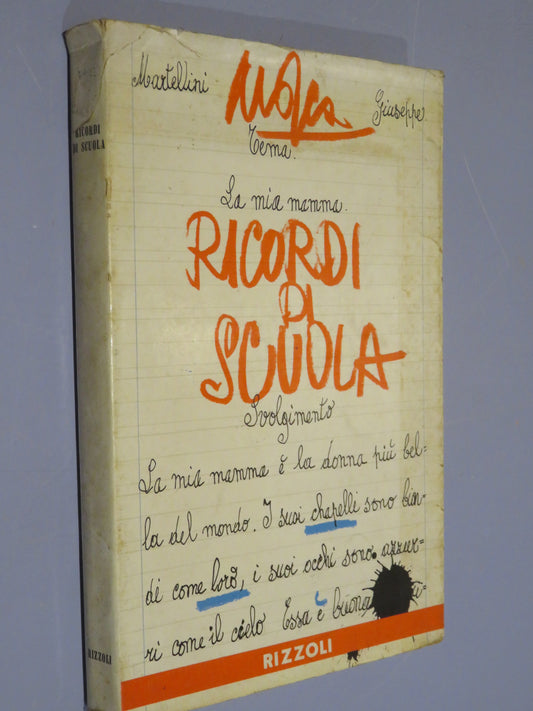 RICORDI
DI SCUOLA
RIZZOLI
Martellini
Mosca
Giuseppe
Tema.
La mia mamma.
RICORDI
DI
SCUOLA
Svolgimento
La mia mamma è la donna più bel=
la del mondo. I suoi chapelli sono bion-
di come loro, i suoi occhi sono azzur=
ri come il cielo Essa è buona
RIZZOLI